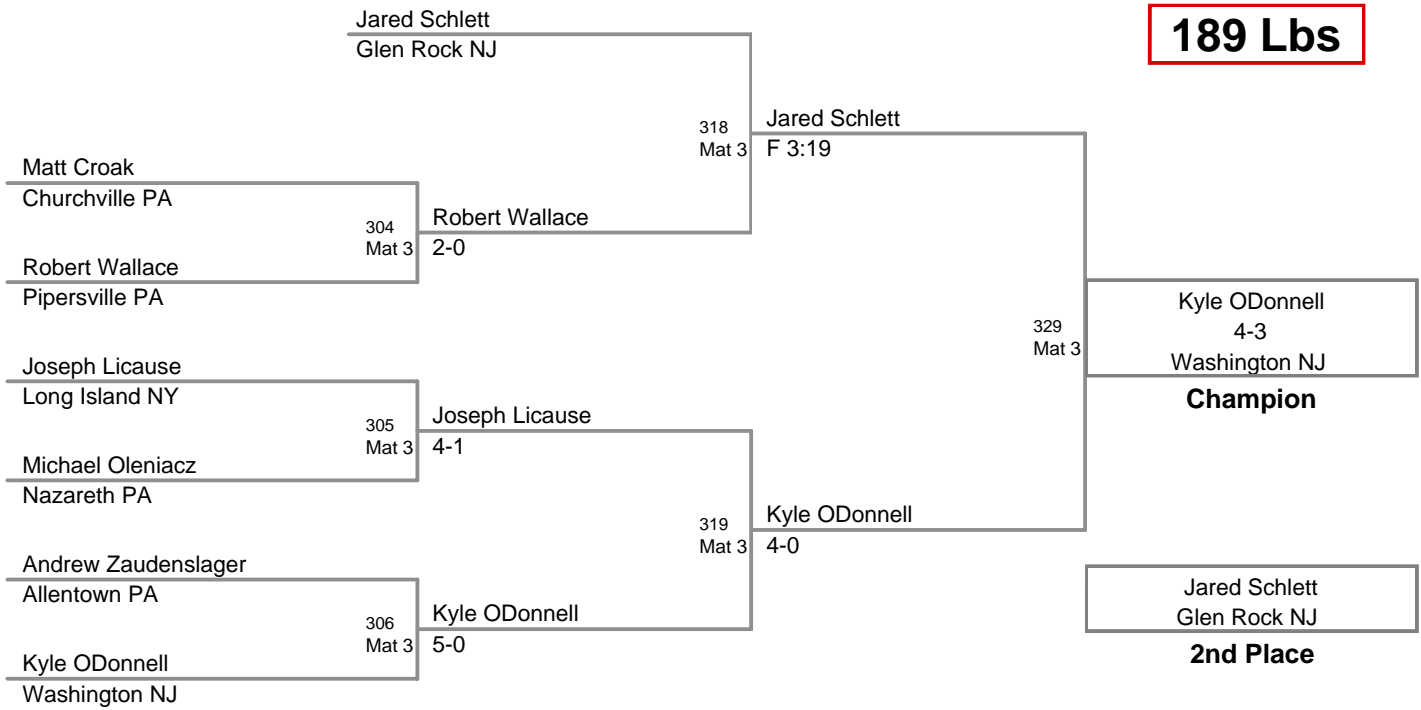 Jared Schlett
Glen Rock NJ
189 Lbs
318
Mat 3
Jared Schlett
F 3:19
Matt Croak
Churchville PA
304
Mat 3
Robert Wallace
2-0
Robert Wallace
Pipersville PA
329
Mat 3
Kyle ODonnell
4-3
Washington NJ
Champion
Joseph Licause
Long Island NY
305
Mat 3
Joseph Licause
4-1
Michael Oleniacz
Nazareth PA
319
Mat 3
Kyle ODonnell
4-0
Andrew Zaudenslager
Allentown PA
306
Mat 3
Kyle ODonnell
5-0
Kyle ODonnell
Washington NJ
Jared Schlett
Glen Rock NJ
2nd Place